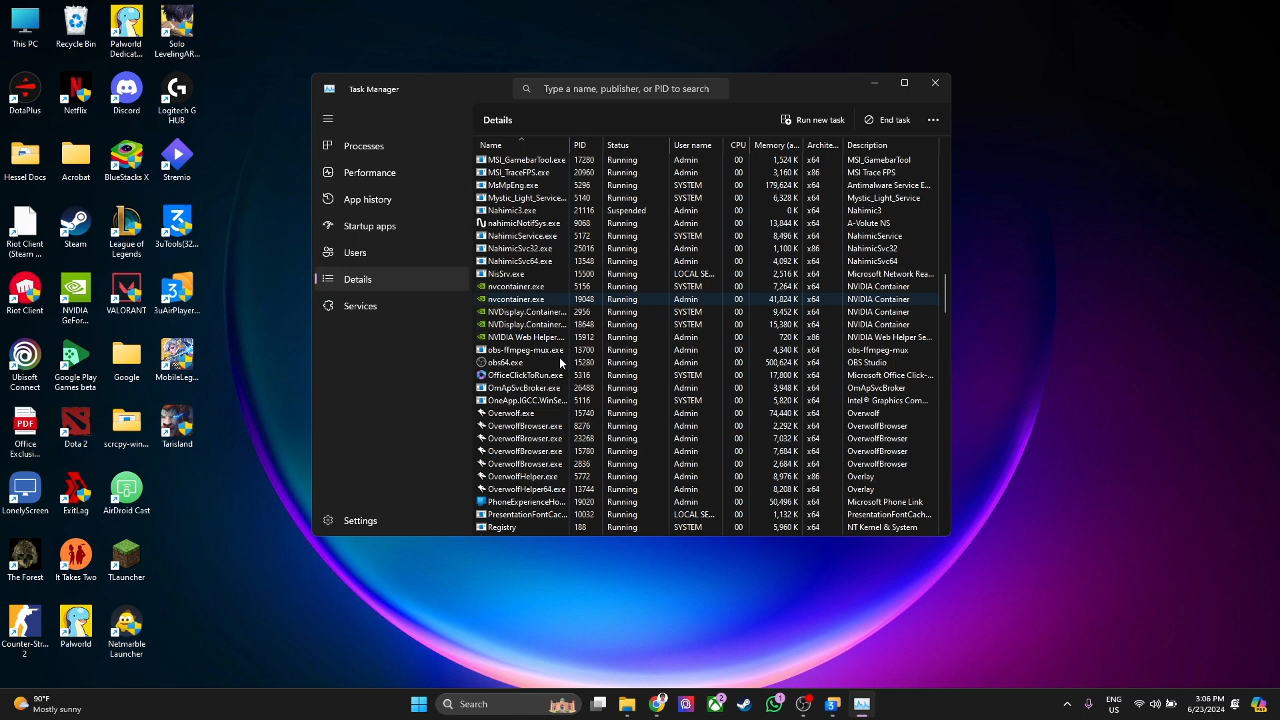 This PC
Recycle Bin
Palworld
Dedicat...
Solo
LevelingAR...
DotaPlus
Netflix
Discord
Logitech G
HUB
Hessel Docs
Acrobat
BlueStacks X
Stremio
Riot Client
(Steam ...
Steam
League of
Legends
3uTools(32...
Riot Client
NVIDIA
GeFor...
VALORANT
3uAirPlayer...
Ubisoft
Connect
Google Play
Games beta
Google
MobileLeg...
PDF
Office
Exclusi...
Dota 2
scrcpy-win...
Tarisland
LonelyScreen
ExitLag
AirDroid Cast
The Forest
It Takes Two
TLauncher
Counter-Str...
2
Palworld
Netmarble
Launcher
Task Manager
Type a name, publisher, or PID to search
Processes
Performance
App history
Startup apps
Users
Details
Services
Settings
Details
Run new task
End task
Name PID Status User name CPU Memory (a... Archite... Description
MSI_GamebarTool.exe 17280 Running Admin 00 1,524 K x64 MSI_GamebarTool
MSI_TraceFPS.exe 20960 Running Admin 00 3,160 K x86 MSI Trace FPS
MsMpEng.exe 5296 Running SYSTEM 00 179,624 K x64 Antimalware Service E...
Mystic_Light_Service... 5140 Running SYSTEM 00 6,328 K x64 Mystic_Light_Service
Nahimic3.exe 21116 Suspended Admin 00 0 K x64 Nahimic3
nahimicNotifSys.exe 9063 Running Admin 00 13,844 K x64 A-Volute NS
NahimicService.exe 5172 Running SYSTEM 00 8,496 K x64 NahimicService
NahimicSvc32.exe 25016 Running Admin 00 1,100 K x86 NahimicSvc32
NahimicSvc64.exe 13548 Running Admin 00 4,092 K x64 NahimicSvc64
NisSrv.exe 15500 Running LOCAL SE... 00 2,516 K x64 Microsoft Network Rea...
nvcontainer.exe 5156 Running SYSTEM 00 7,264 K x64 NVIDIA Container
nvcontainer.exe 19048 Running Admin 00 41,824 K x64 NVIDIA Container
NVDisplay.Container... 2956 Running SYSTEM 00 9,452 K x64 NVIDIA Container
NVDisplay.Container... 18648 Running SYSTEM 00 15,380 K x64 NVIDIA Container
NVIDIA Web Helper.... 15912 Running Admin 00 720 K x86 NVIDIA Web Helper Se...
obs-ffmpeg-mux.exe 13700 Running Admin 00 4,340 K x64 obs-ffmpeg-mux
obs64.exe 15280 Running Admin 00 500,624 K x64 OBS Studio
OfficeClickToRun.exe 5516 Running SYSTEM 00 17,800 K x64 Microsoft Office Click-...
OmApSvcBroker.exe 26488 Running Admin 00 2,876 K x64 OmApSvcBroker
OneApp.IGCC.WinSe... 5116 Running SYSTEM 00 5,820 K x64 Intel® Graphics Com...
Overwolf.exe 15740 Running Admin 00 74,440 K x64 Overwolf
OverwolfBrowser.exe 8276 Running Admin 00 2,292 K x64 OverwolfBrowser
OverwolfBrowser.exe 23268 Running Admin 00 7,032 K x64 OverwolfBrowser
OverwolfBrowser.exe 15780 Running Admin 00 7,684 K x64 OverwolfBrowser
OverwolfBrowser.exe 2836 Running Admin 00 2,684 K x64 OverwolfBrowser
OverwolfHelper.exe 5772 Running Admin 00 8,976 K x86 Overlay
OverwolfHelper64.exe 13744 Running Admin 00 8,208 K x64 Overlay
PhoneExperienceHo... 19020 Running Admin 00 50,496 K x64 Microsoft Phone Link
PresentationFontCac... 10032 Running LOCAL SE... 00 1,132 K x64 PresentationFontCac...
Registry 188 Running SYSTEM 00 5,960 K x64 NT Kernel & System
90°F
Mostly sunny
Search
2
1
ENG
US
3:06 PM
6/23/2024